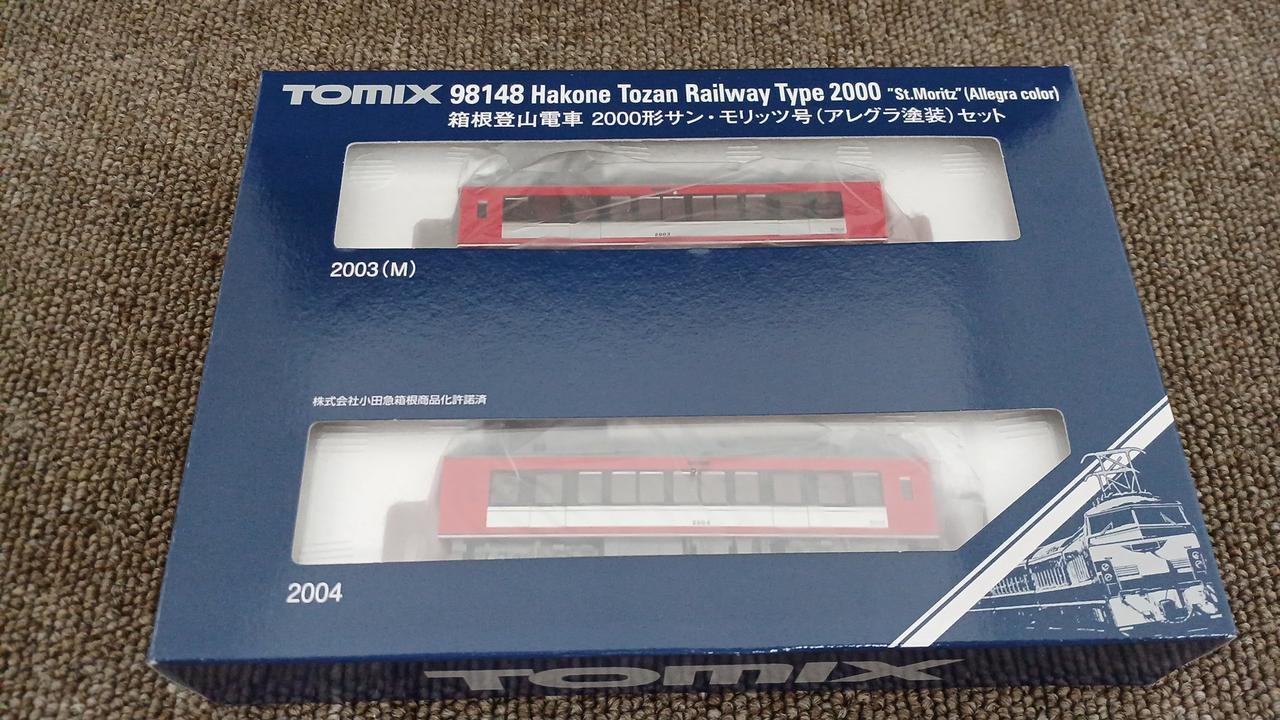 TOMIX 98148 Hakone Tozan Railway Type 2000 "St.Moritz" (Allegra color)
箱根登山電車 2000形サン・モリッツ号(アレグラ塗装)セット
2003
2003(M)
株式会社小田急箱根商品化許諾済
2004
2004
TOMIX